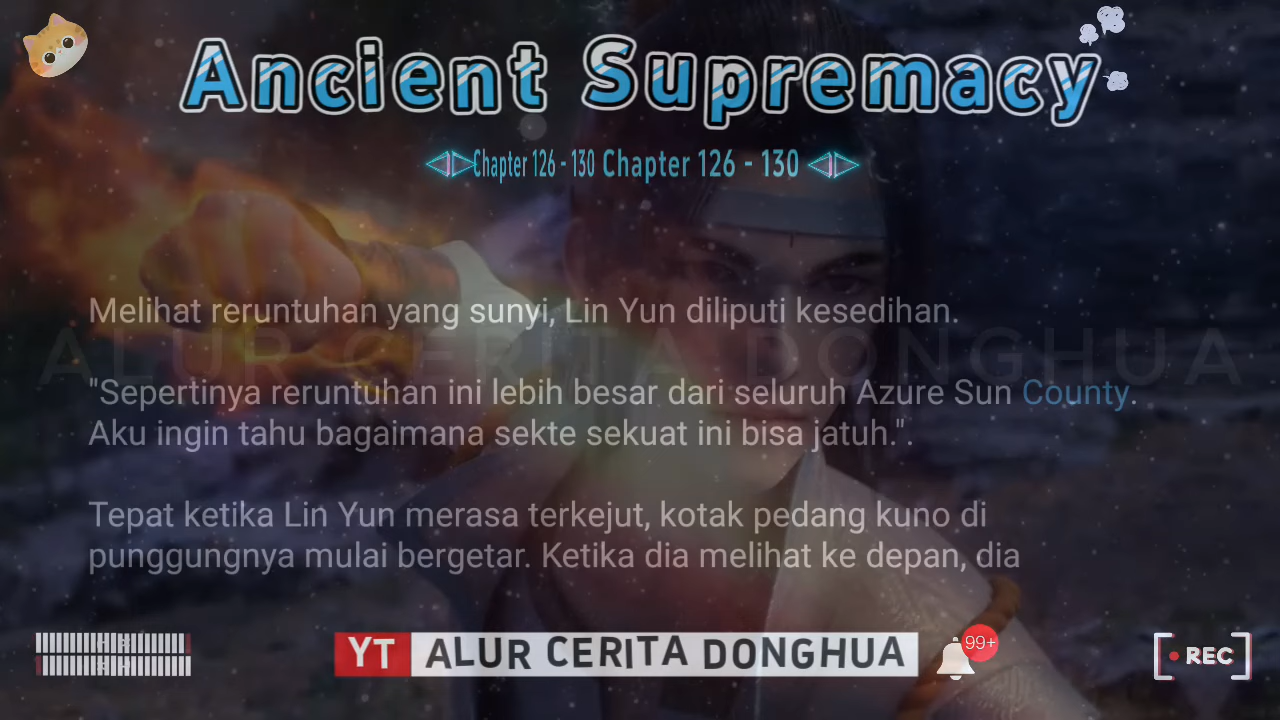 Ancient Supremacy
Chapter 126 - 130 Chapter 126 - 130
Melihat reruntuhan yang sunyi, Lin Yun diliputi kesedihan.
ALUR CERITA DONGHUA
"Sepertinya reruntuhan ini lebih besar dari seluruh Azure Sun County.
Aku ingin tahu bagaimana sekte sekuat ini bisa jatuh.".
Tepat ketika Lin Yun merasa terkejut, kotak pedang kuno di
punggungnya mulai bergetar. Ketika dia melihat ke depan, dia
YT ALUR CERITA DONGHUA
99+
REC